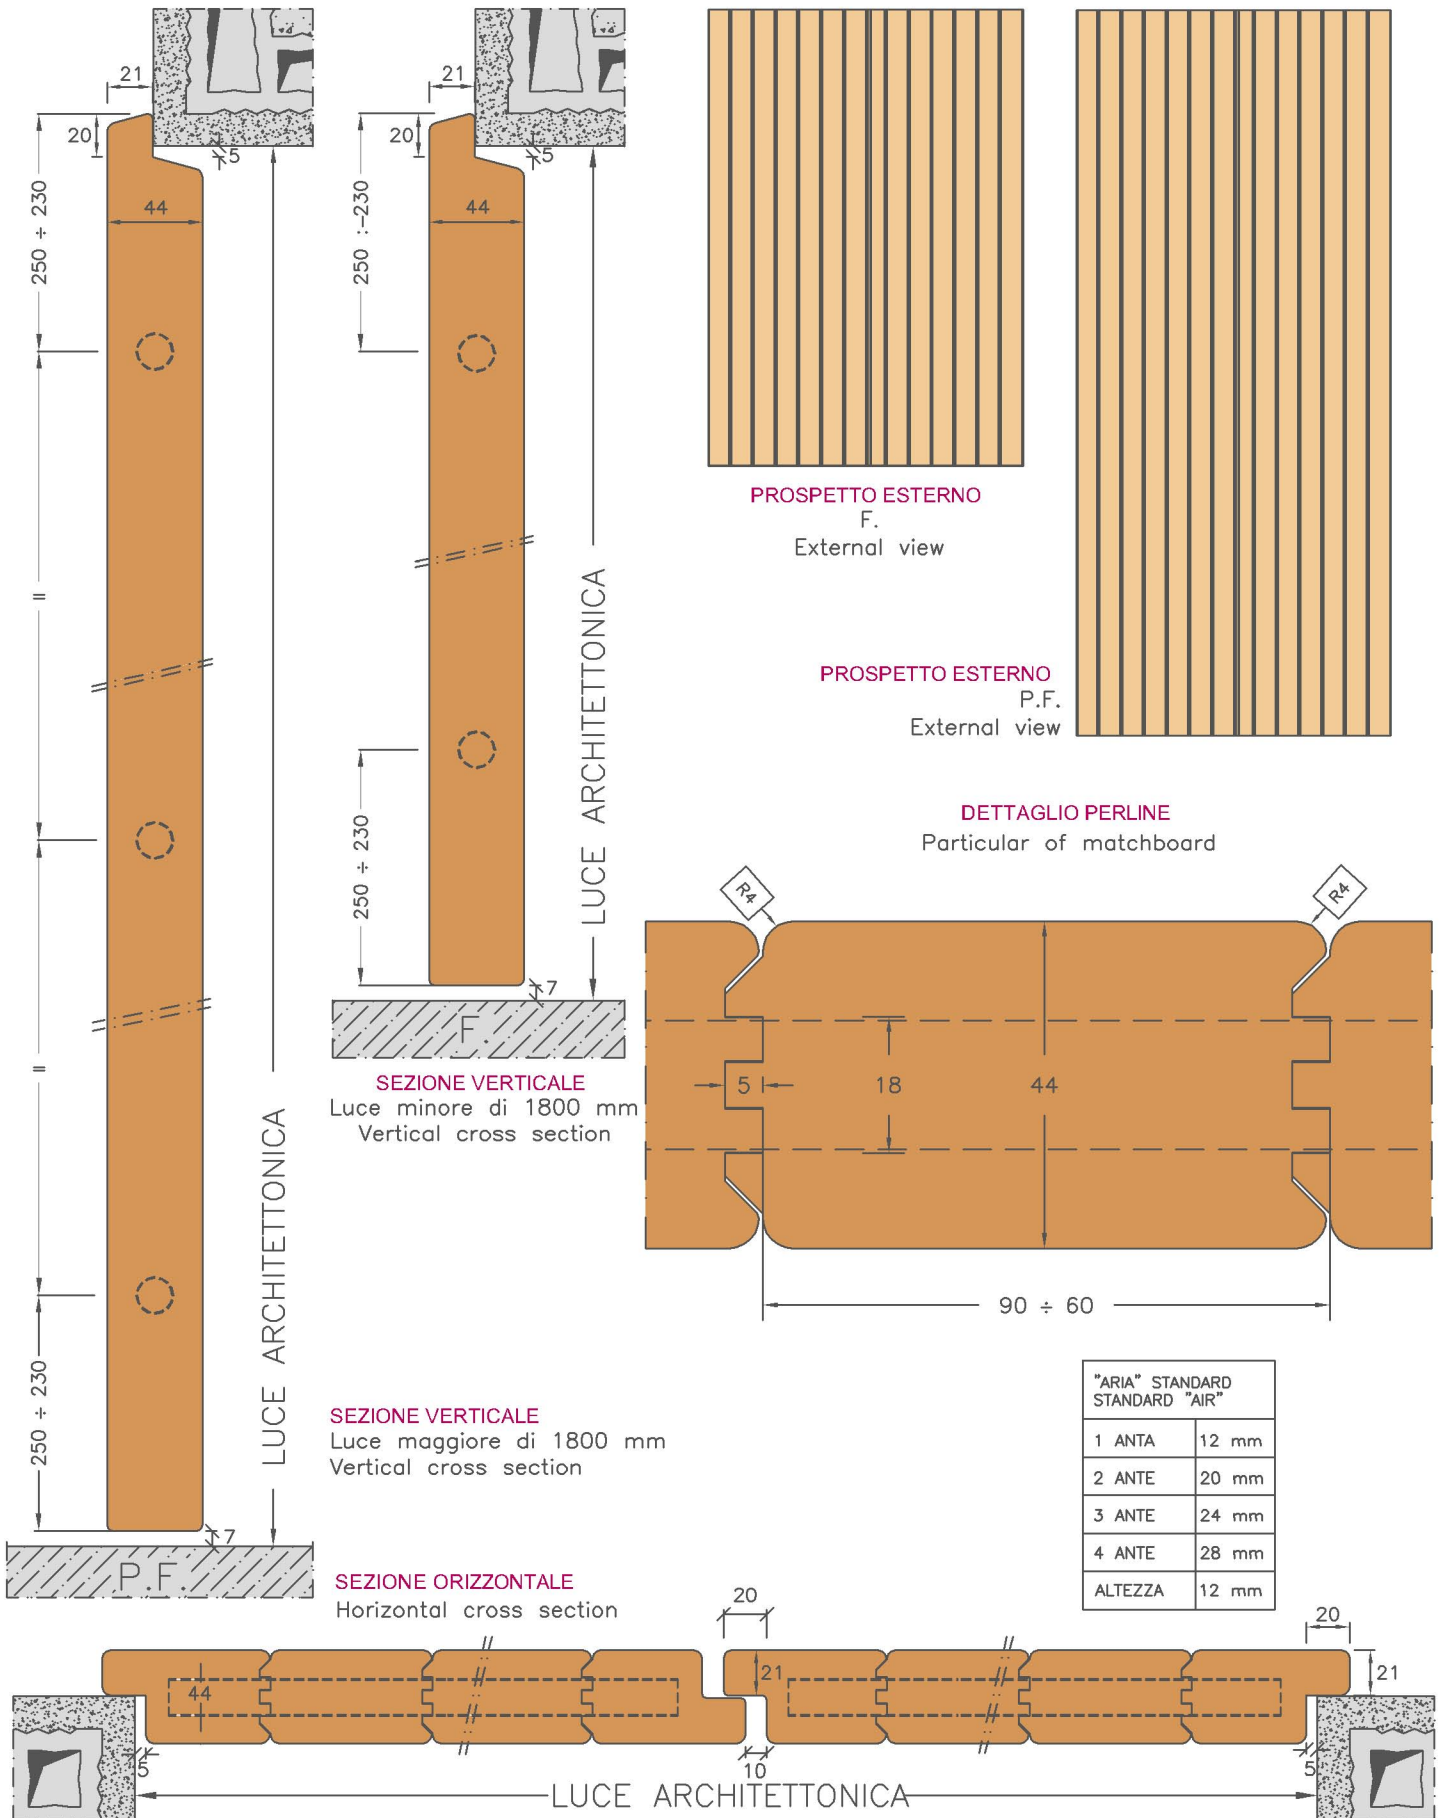 21
20
5
250 ÷ 230
44
=
=
250 ÷ 230
7
P.F.
LUCE ARCHITETTONICA
21
20
5
250 :-230
44
250 ÷ 230
7
F.
LUCE ARCHITETTONICA
SEZIONE VERTICALE
Luce minore di 1800 mm
Vertical cross section
SEZIONE VERTICALE
Luce maggiore di 1800 mm
Vertical cross section
PROSPETTO ESTERNO
F.
External view
PROSPETTO ESTERNO
P.F.
External view
DETTAGLIO PERLINE
Particular of matchboard
R4
R4
5
18
44
90 ÷ 60
"ARIA" STANDARD
STANDARD "AIR"
1 ANTA 12 mm
2 ANTE 20 mm
3 ANTE 24 mm
4 ANTE 28 mm
ALTEZZA 12 mm
SEZIONE ORIZZONTALE
Horizontal cross section
20
20
44
21
21
5
10
5
LUCE ARCHITETTONICA